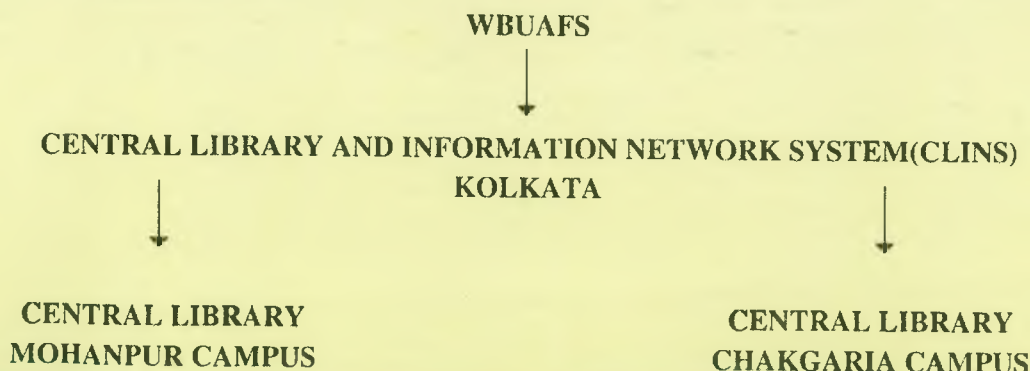 WBUAFS
CENTRAL LIBRARY AND INFORMATION NETWORK SYSTEM(CLINS)
KOLKATA
CENTRAL LIBRARY
MOHANPUR CAMPUS
CENTRAL LIBRARY
CHAKGARIA CAMPUS